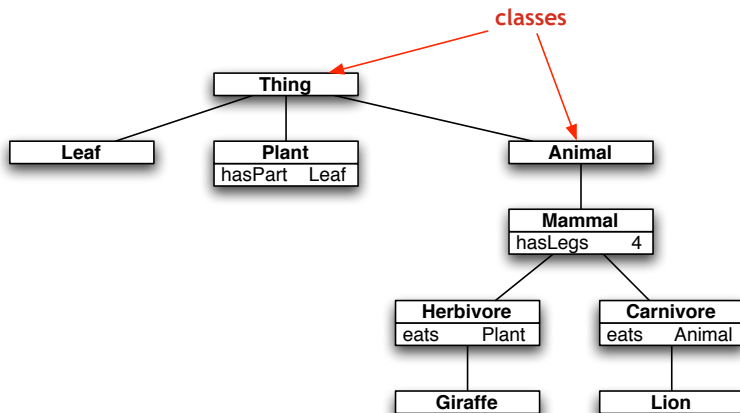 classes
Thing
Leaf
Plant
Animal
hasPart Leaf
Mammal
hasLegs 4
Herbivore
Carnivore
eats Plant
eats Animal
Giraffe
Lion